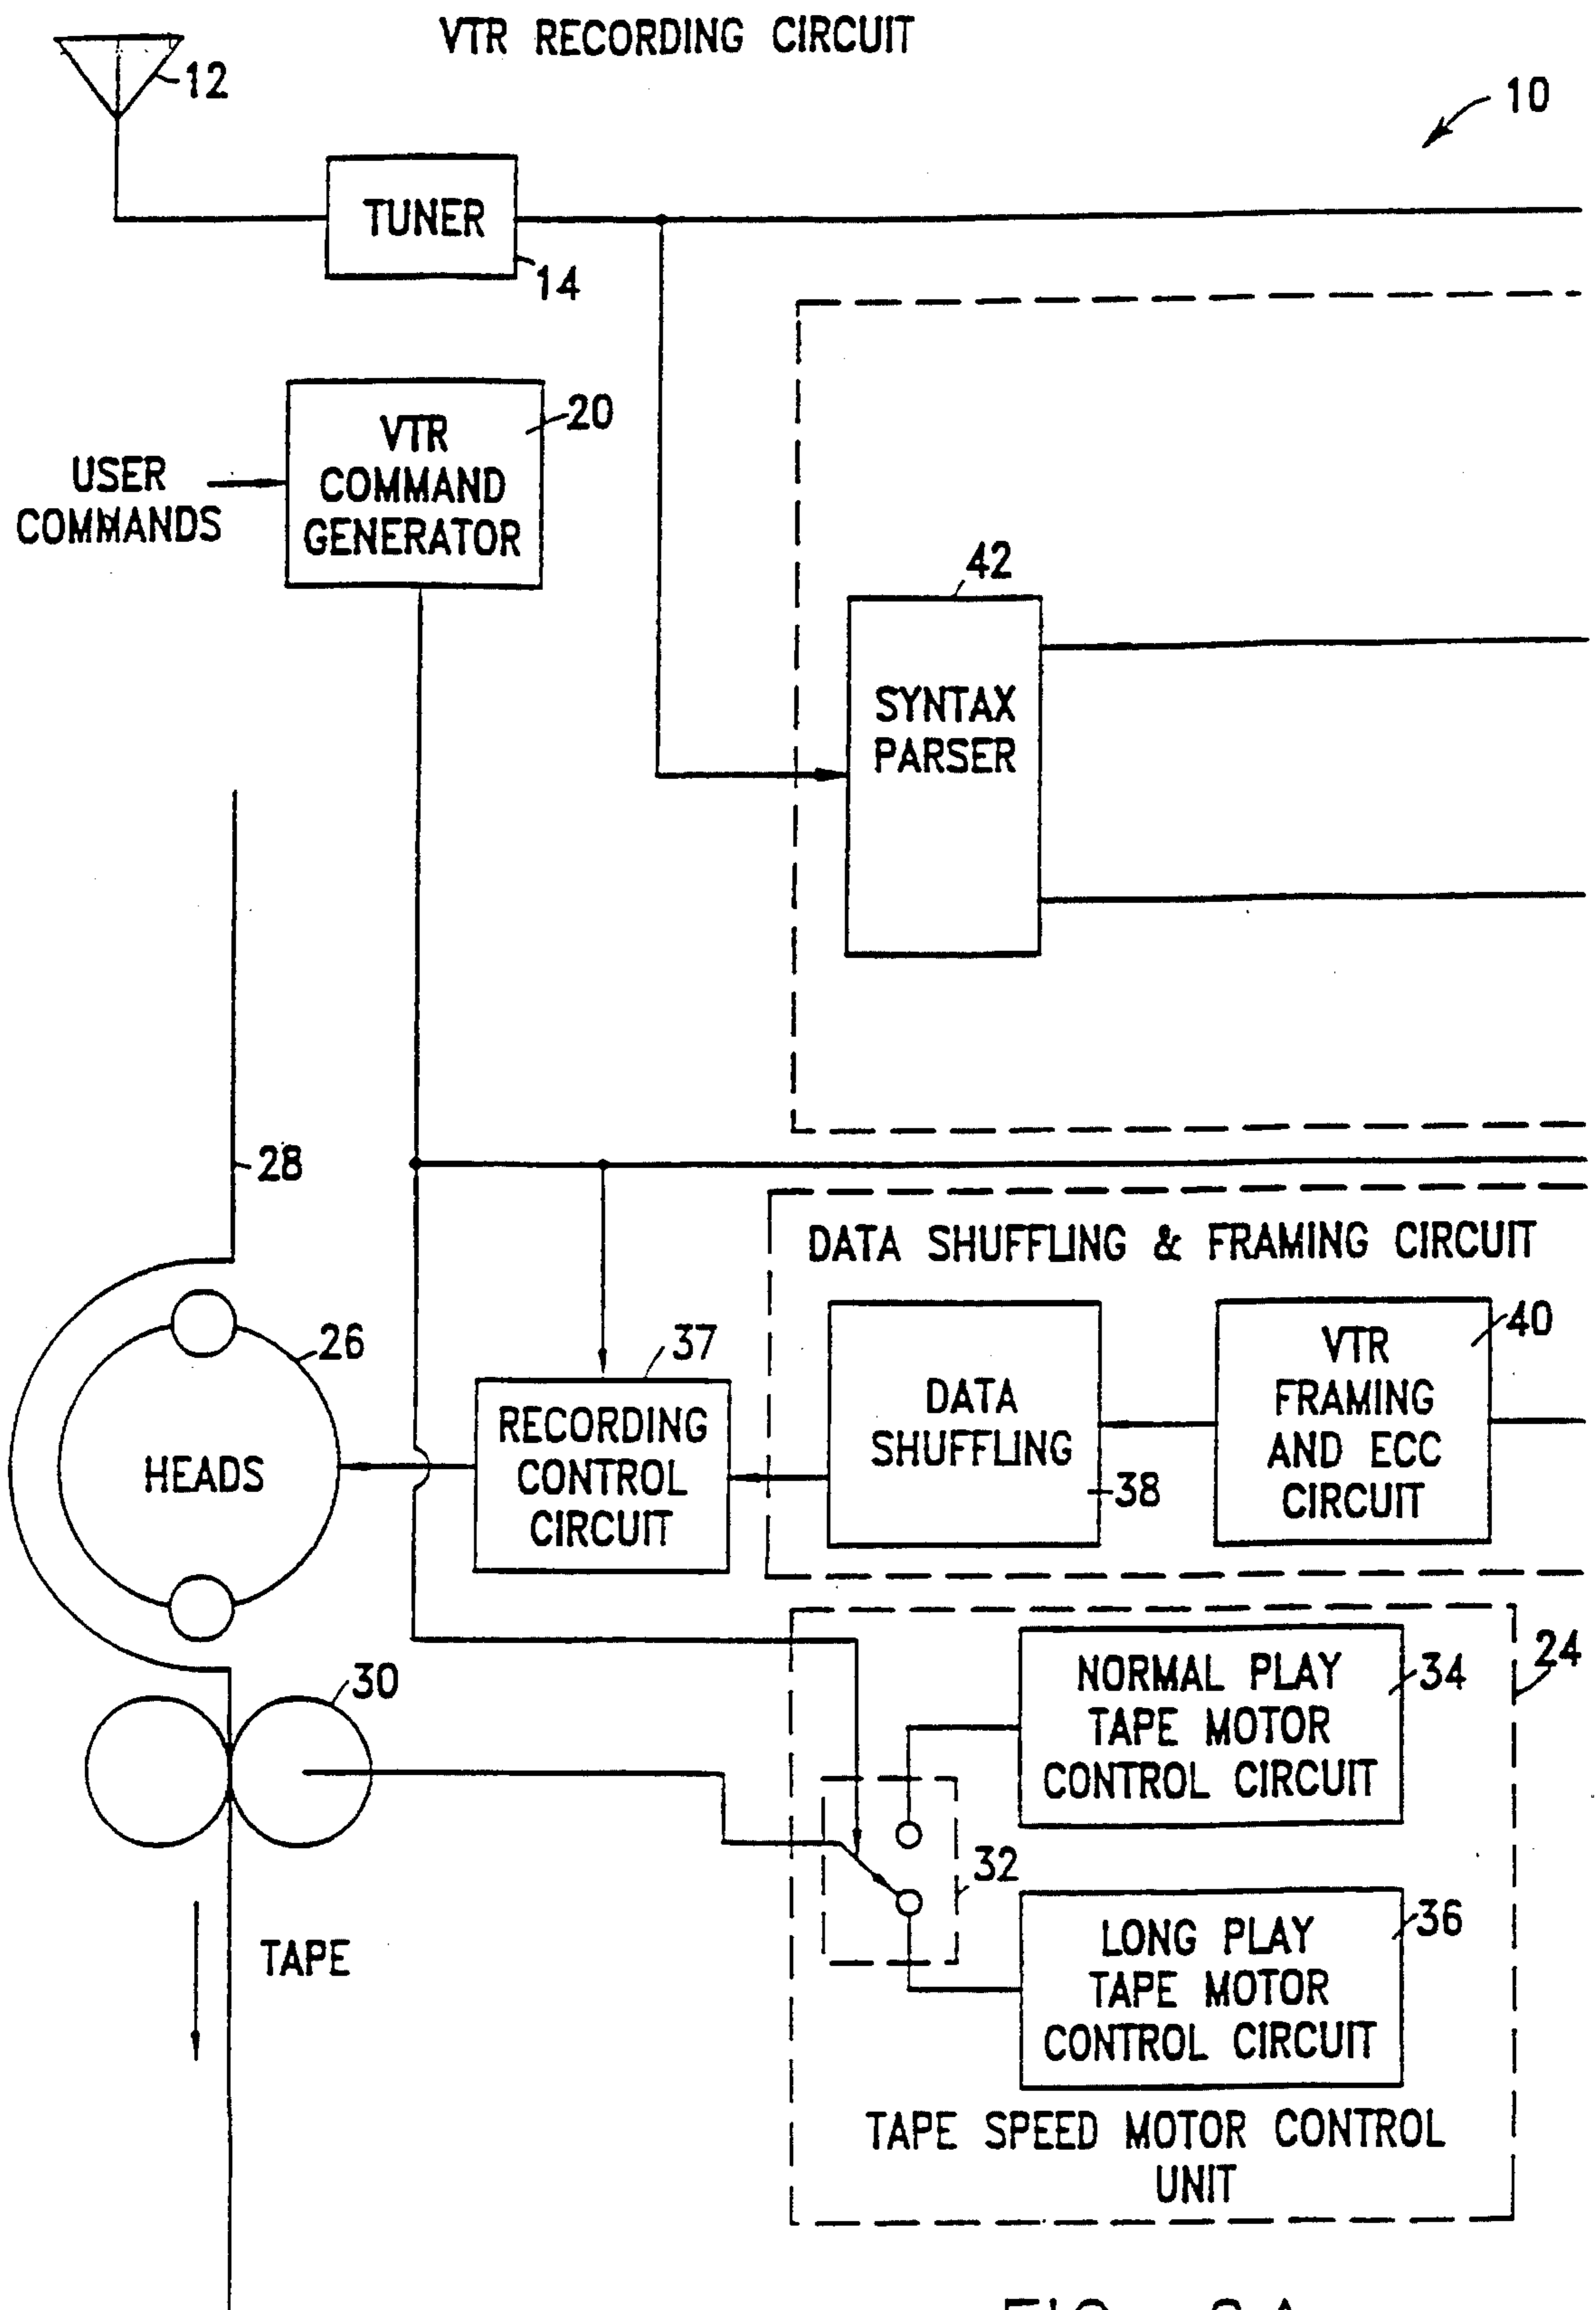 VTR RECORDING CIRCUIT
12
10
TUNER
14
VTR
COMMAND
GENERATOR
20
USER
COMMANDS
42
SYNTAX
PARSER
28
DATA SHUFFLING & FRAMING CIRCUIT
26
HEADS
37
RECORDING
CONTROL
CIRCUIT
DATA
SHUFFLING
38
VTR
FRAMING
AND ECC
CIRCUIT
40
30
24
NORMAL PLAY
TAPE MOTOR
CONTROL CIRCUIT
34
32
LONG PLAY
TAPE MOTOR
CONTROL CIRCUIT
36
TAPE
TAPE SPEED MOTOR CONTROL
UNIT